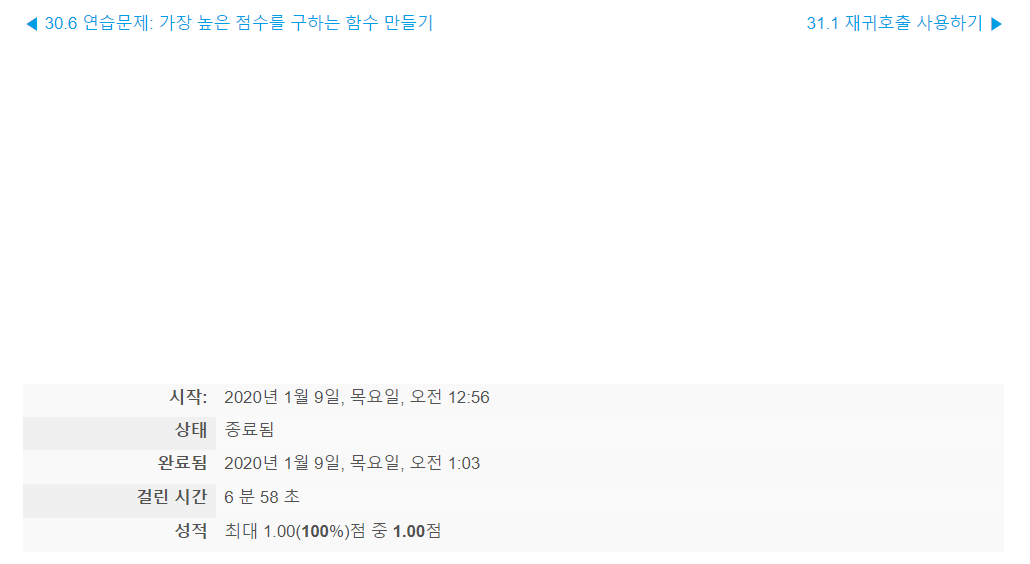 ◀ 30.6 연습문제: 가장 높은 점수를 구하는 함수 만들기
31.1 재귀호출 사용하기 ▶
시작: 2020년 1월 9일, 목요일, 오전 12:56
상태 종료됨
완료됨 2020년 1월 9일, 목요일, 오전 1:03
걸린 시간 6 분 58 초
성적 최대 1.00(100%)점 중 1.00점